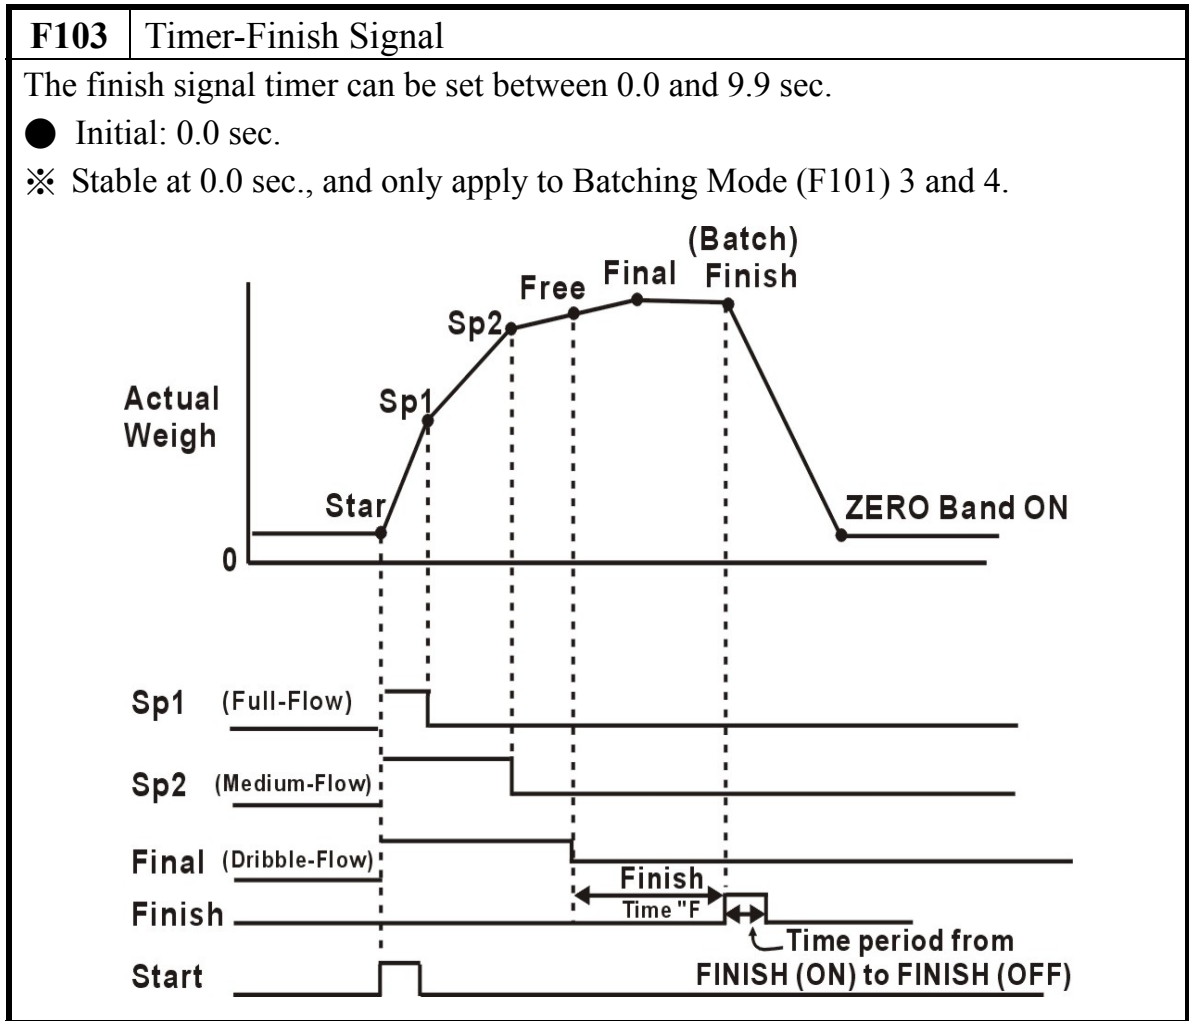 F103 Timer-Finish Signal
The finish signal timer can be set between 0.0 and 9.9 sec.
● Initial: 0.0 sec.
※ Stable at 0.0 sec., and only apply to Batching Mode (F101) 3 and 4.
(Batch)
Finish
Final
Free
Sp2
Sp1
Actual
Weigh
Star
ZERO Band ON
0
Sp1 (Full-Flow)
Sp2 (Medium-Flow)
Final (Dribble-Flow)
Finish
Time "F
Finish
Time period from
FINISH (ON) to FINISH (OFF)
Start